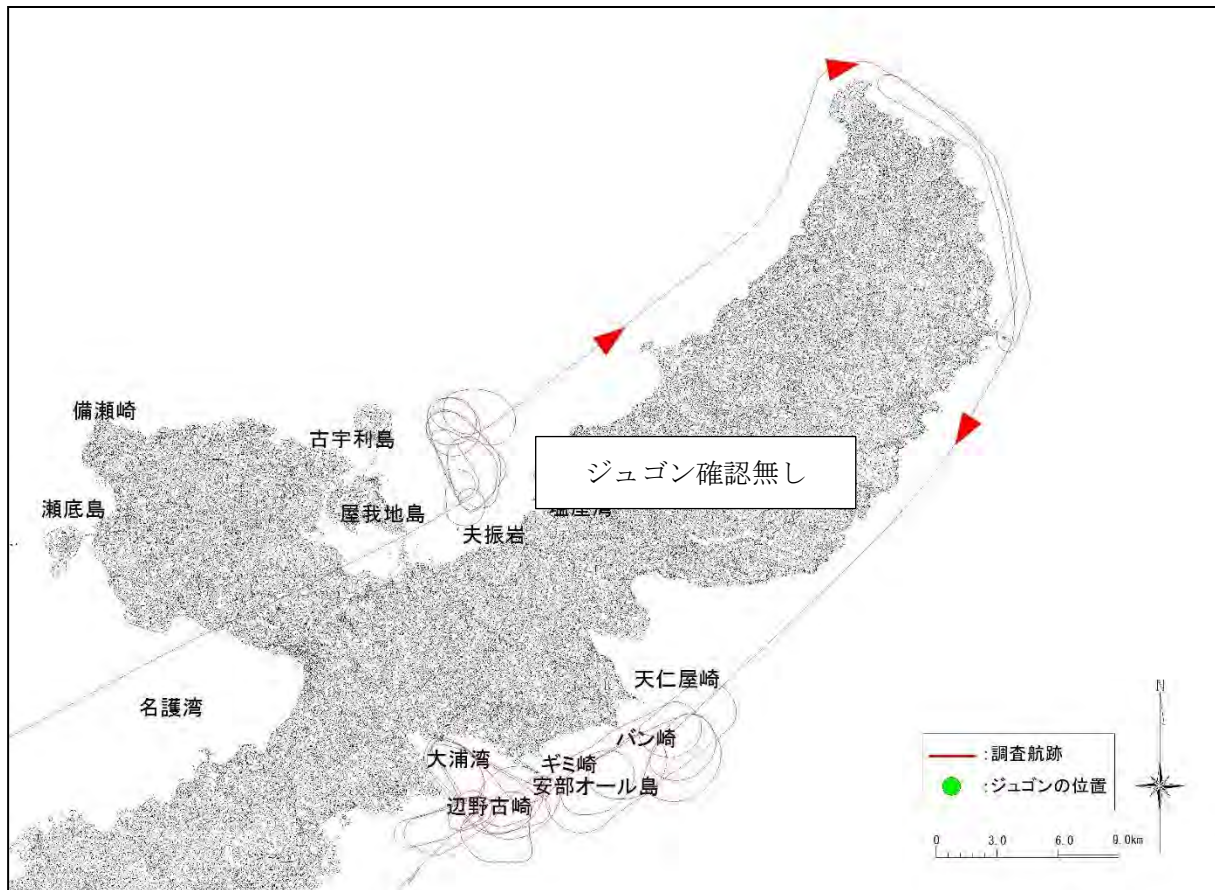 備瀬崎
古宇利島
ジュゴン確認無し
瀬底島
屋我地島
夫振岩
天仁屋崎
名護湾
バン崎
大浦湾
ギミ崎
安部オール島
辺野古崎
N
:調査航跡
:ジュゴンの位置
0 3.0 6.0 9.0km